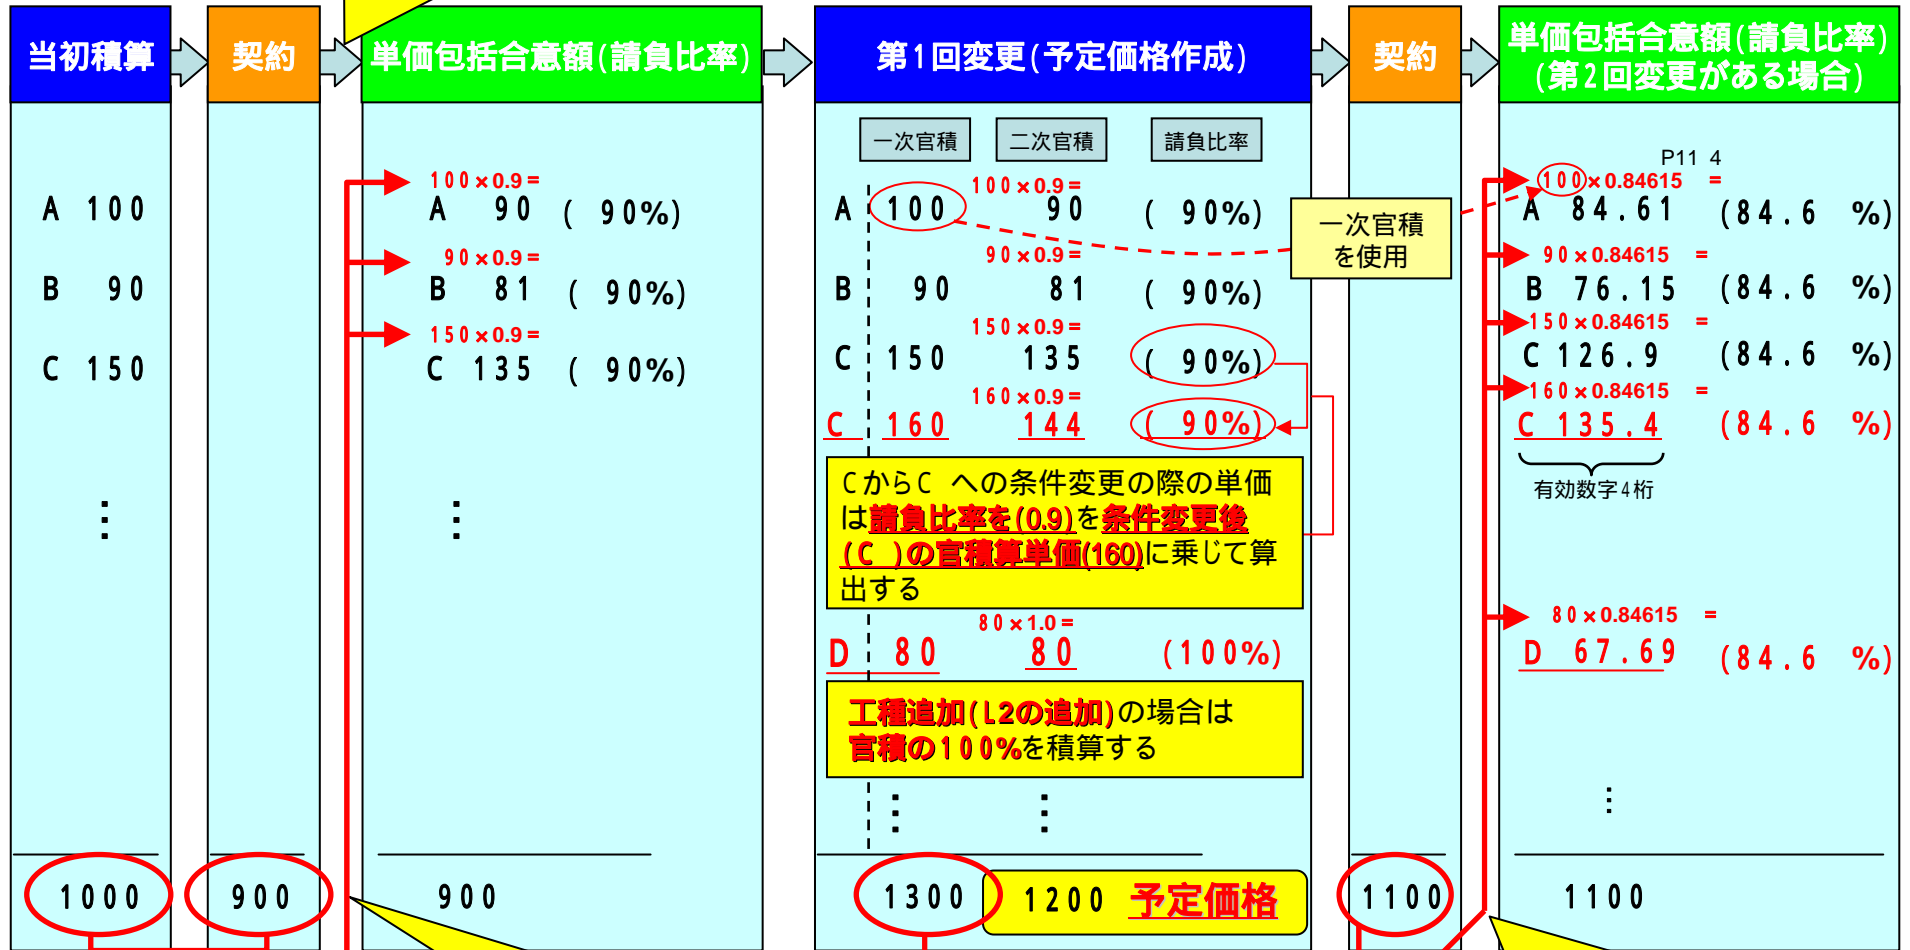 当初積算
契約
単価包括合意額(請負比率)
第1回変更(予定価格作成)
契約
単価包括合意額(請負比率)
(第2回変更がある場合)
A 100
B 90
C 150
⋮
1000
900
100×0.9=
A 90 ( 90%)
90×0.9=
B 81 ( 90%)
150×0.9=
C 135 ( 90%)
⋮
900
一次官積 二次官積 請負比率
100×0.9=
A 100 90 ( 90%)
90×0.9=
B 90 81 ( 90%)
150×0.9=
C 150 135 ( 90%)
160×0.9=
C 160 144 ( 90%)
CからC への条件変更の際の単価
は請負比率を(0.9)を条件変更後
(C )の官積算単価(160)に乗じて算
出する
80×1.0=
D 80 80 (100%)
工種追加(L2の追加)の場合は
官積の100%を積算する
⋮ ⋮
1300 1200 予定価格
一次官積
を使用
1100
P11 4
100×0.84615 =
A 84.61 (84.6 %)
90×0.84615 =
B 76.15 (84.6 %)
150×0.84615 =
C 126.9 (84.6 %)
160×0.84615 =
C 135.4 (84.6 %)
有効数字4桁
80×0.84615 =
D 67.69 (84.6 %)
⋮
1100